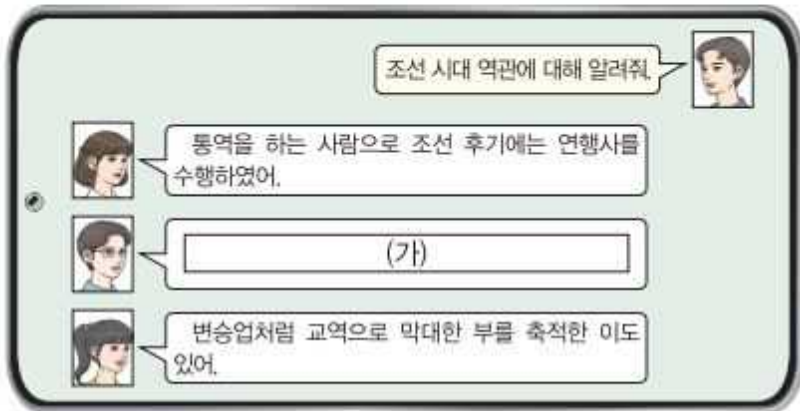 조선 시대 역관에 대해 알려줘.
통역을 하는 사람으로 조선 후기에는 연행사를
수행하였어.
(가)
변승업처럼 교역으로 막대한 부를 축적한 이도
있어.